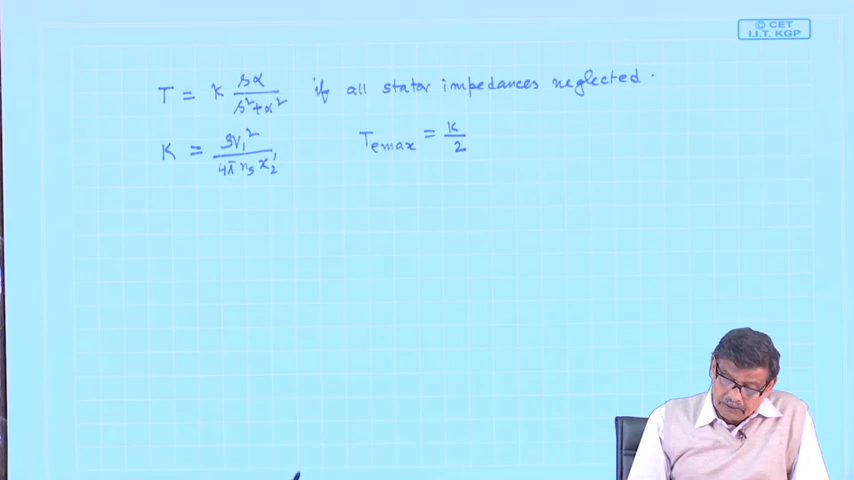 © CET
I.I.T. KGP
T = K sα / s² + α² if all stator impedances neglected.
K = 3V₁² / 4π nₛ x₂' Tₑmax = K / 2